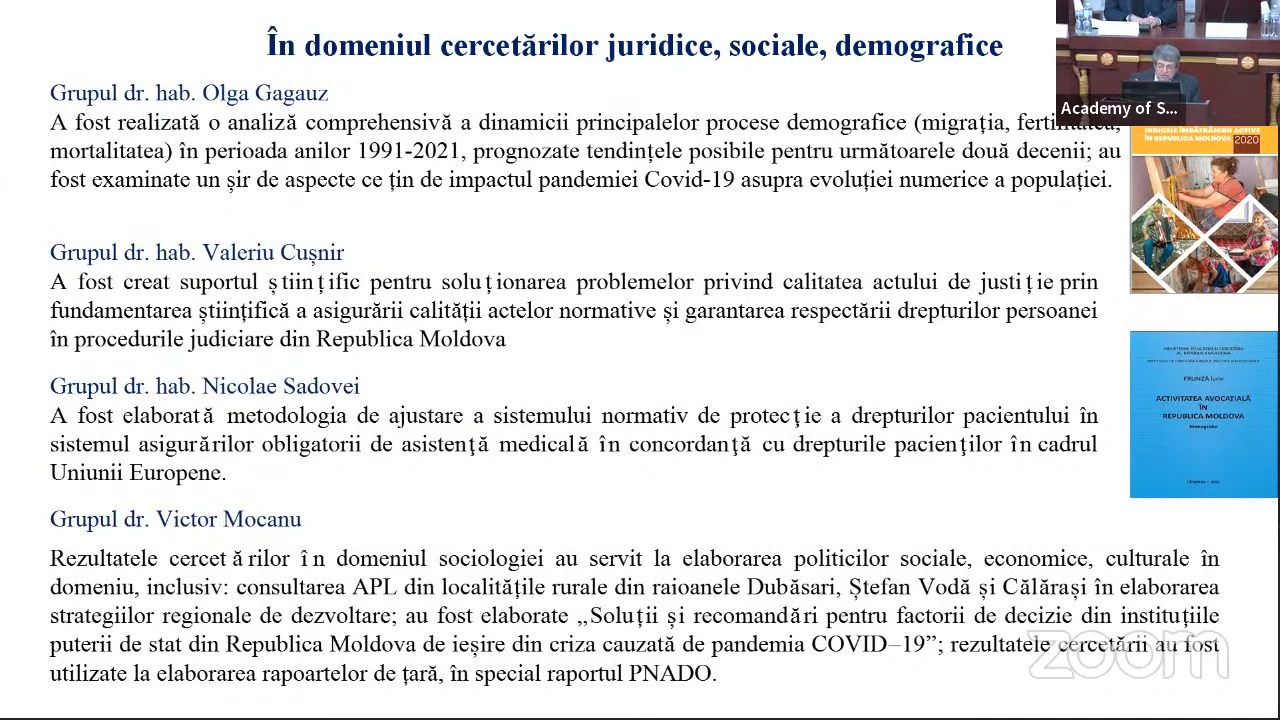 În domeniul cercetărilor juridice, sociale, demografice
Academy of S...
Grupul dr. hab. Olga Gagauz
A fost realizată o analiză comprehensivă a dinamicii principalelor procese demografice (migrația, fertilitatea,
mortalitatea) în perioada anilor 1991-2021, prognozate tendințele posibile pentru următoarele două decenii; au
fost examinate un șir de aspecte ce țin de impactul pandemiei Covid-19 asupra evoluției numerice a populației.
INDICELE ÎMBĂTRÂNIRII ACTIVE
ÎN REPUBLICA MOLDOVA 2020
Grupul dr. hab. Valeriu Cușnir
A fost creat suportul științific pentru soluționarea problemelor privind calitatea actului de justiție prin
fundamentarea științifică a asigurării calității actelor normative și garantarea respectării drepturilor persoanei
în procedurile judiciare din Republica Moldova
Grupul dr. hab. Nicolae Sadovei
A fost elaborată metodologia de ajustare a sistemului normativ de protecţie a drepturilor pacientului în
sistemul asigurărilor obligatorii de asistenţă medicală în concordanţă cu drepturile pacienţilor în cadrul
Uniunii Europene.
FRUNZĂ Iurie
ACTIVITATEA AVOCAȚIALĂ
ÎN
REPUBLICA MOLDOVA
Monografie
Grupul dr. Victor Mocanu
Rezultatele cercetărilor în domeniul sociologiei au servit la elaborarea politicilor sociale, economice, culturale în
domeniu, inclusiv: consultarea APL din localitățile rurale din raioanele Dubăsari, Ștefan Vodă și Călărași în elaborarea
strategiilor regionale de dezvoltare; au fost elaborate „Soluții și recomandări pentru factorii de decizie din instituțiile
puterii de stat din Republica Moldova de ieșire din criza cauzată de pandemia COVID–19”; rezultatele cercetării au fost
utilizate la elaborarea rapoartelor de țară, în special raportul PNADO.
zoom